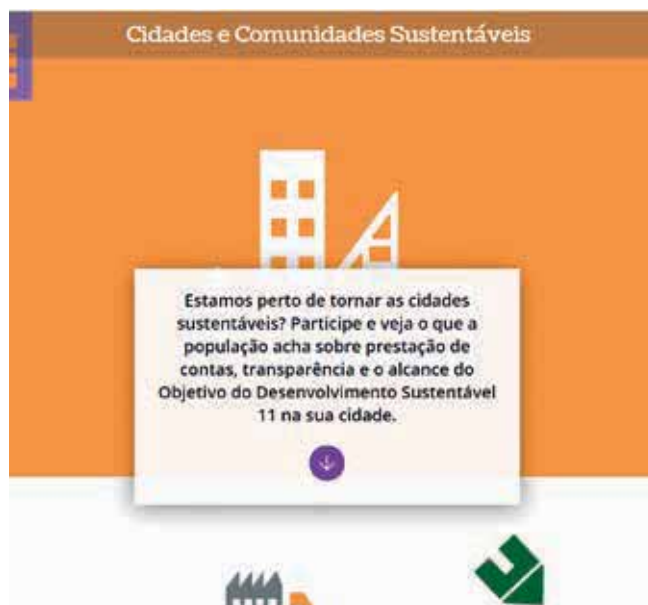 Cidades e Comunidades Sustentáveis
Estamos perto de tornar as cidades
sustentáveis? Participe e veja o que a
população acha sobre prestação de
contas, transparência e o alcance do
Objetivo do Desenvolvimento Sustentável
11 na sua cidade.